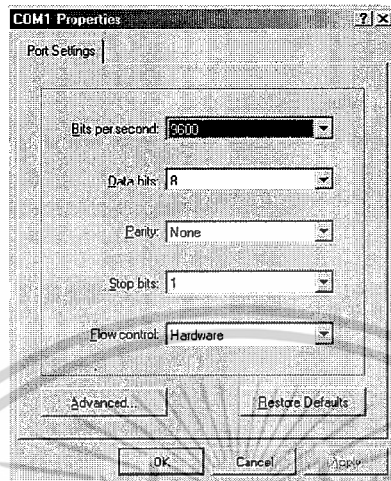 COM1 Properties
Port Settings
Bits per second: 9600
Data bits: 8
Parity: None
Stop bits: 1
Flow control: Hardware
Advanced... Restore Defaults
OK Cancel Apply